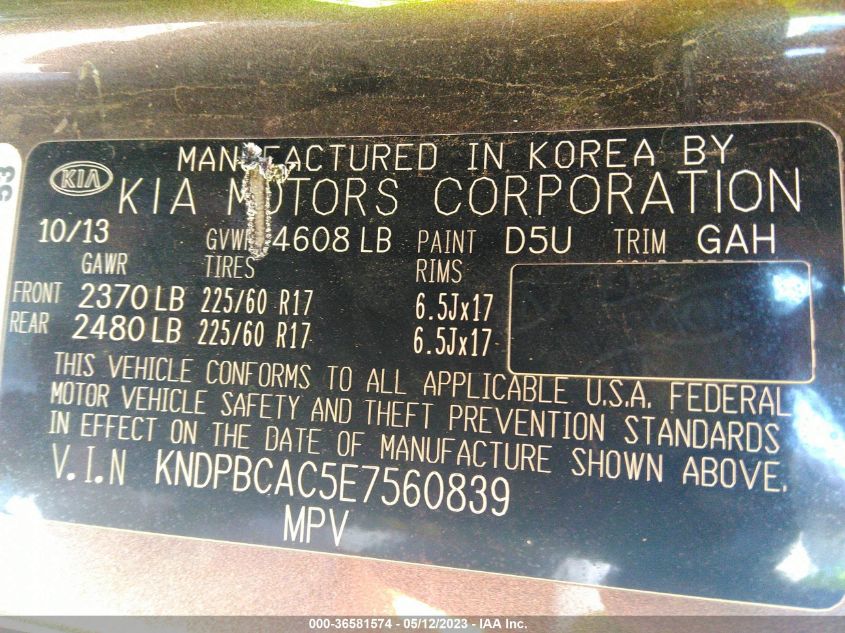 53
KIA
MANUFACTURED IN KOREA BY
KIA MOTORS CORPORATION
10/13 GVWR 4608 LB PAINT D5U TRIM GAH
GAWR TIRES RIMS
FRONT 2370 LB 225/60 R17 6.5Jx17
REAR 2480 LB 225/60 R17 6.5Jx17
THIS VEHICLE CONFORMS TO ALL APPLICABLE U.S.A. FEDERAL
MOTOR VEHICLE SAFETY AND THEFT PREVENTION STANDARDS
IN EFFECT ON THE DATE OF MANUFACTURE SHOWN ABOVE.
V.I.N KNDPBCAC5E7560839
MPV
000-36581574 — 05/12/2023 — IAA Inc.